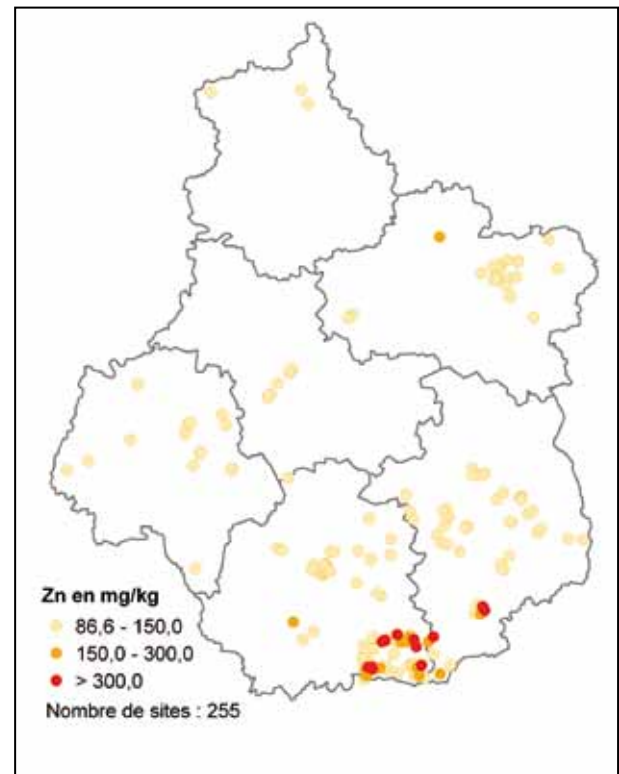 Zn en mg/kg
86,6 - 150,0
150,0 - 300,0
> 300,0
Nombre de sites : 255